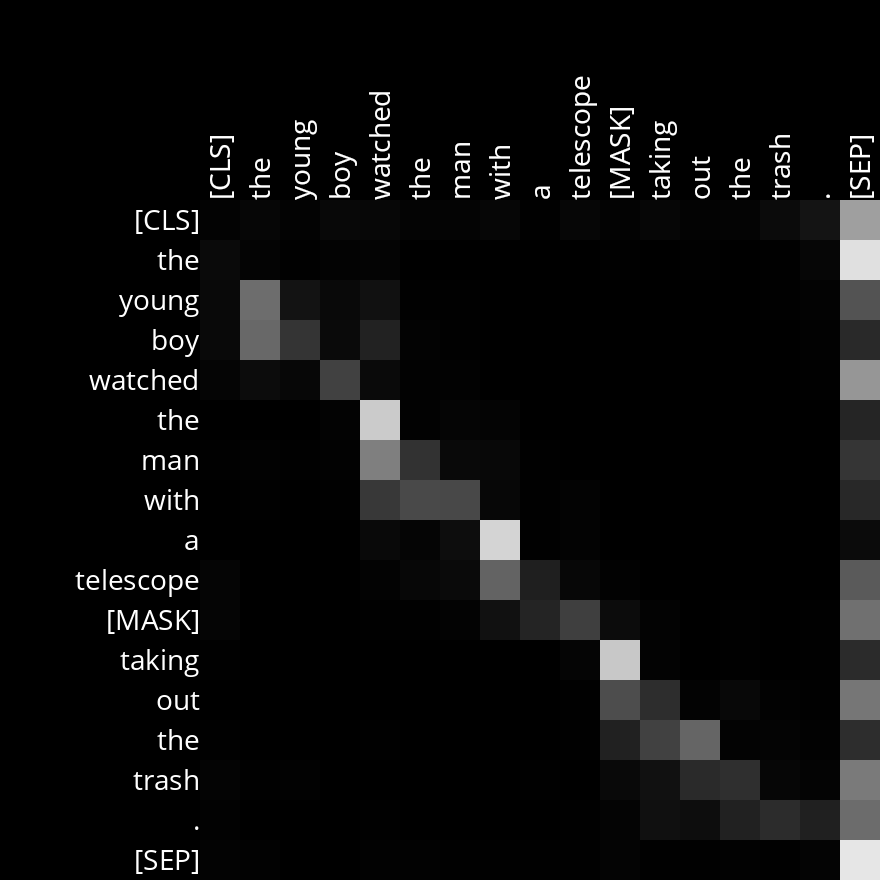 [CLS] the young boy watched the man with a telescope [MASK] taking out the trash . [SEP]
[CLS]
the
young
boy
watched
the
man
with
a
telescope
[MASK]
taking
out
the
trash
.
[SEP]